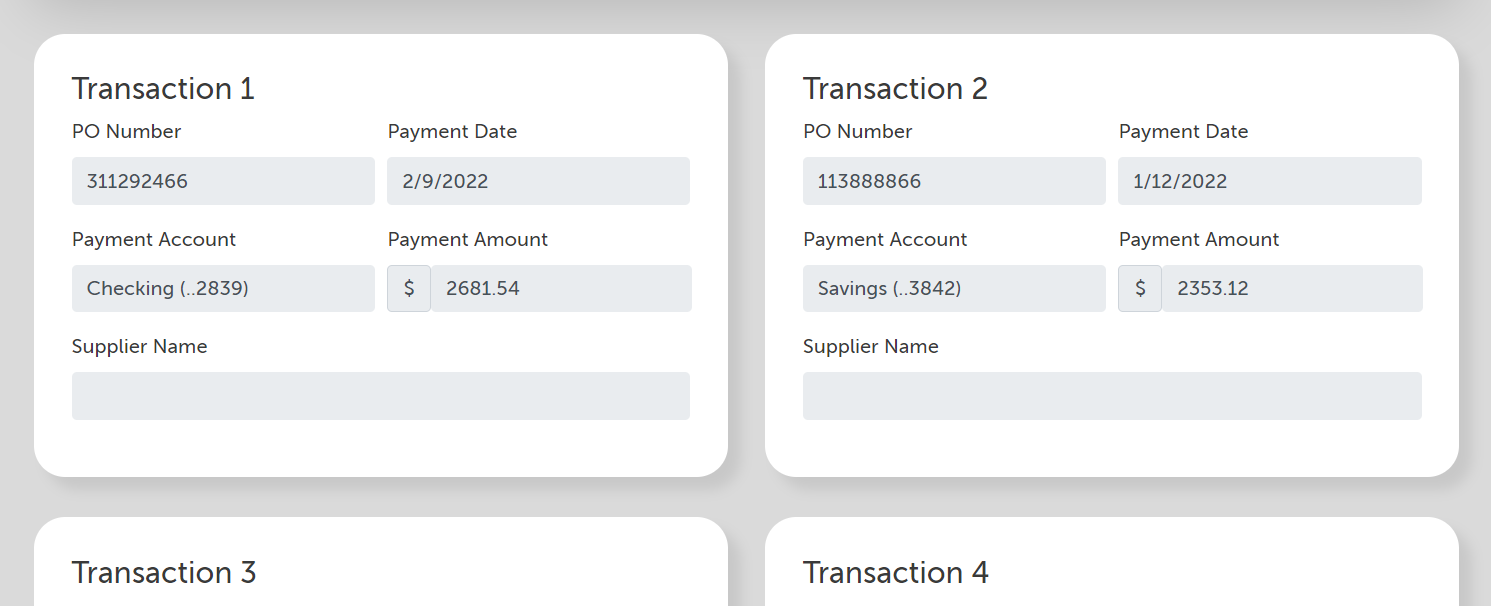 Transaction 1
PO Number
Payment Date
311292466
2/9/2022
Payment Account
Payment Amount
Checking (..2839)
$ 2681.54
Supplier Name
Transaction 2
PO Number
Payment Date
113888866
1/12/2022
Payment Account
Payment Amount
Savings (..3842)
$ 2353.12
Supplier Name
Transaction 3
Transaction 4